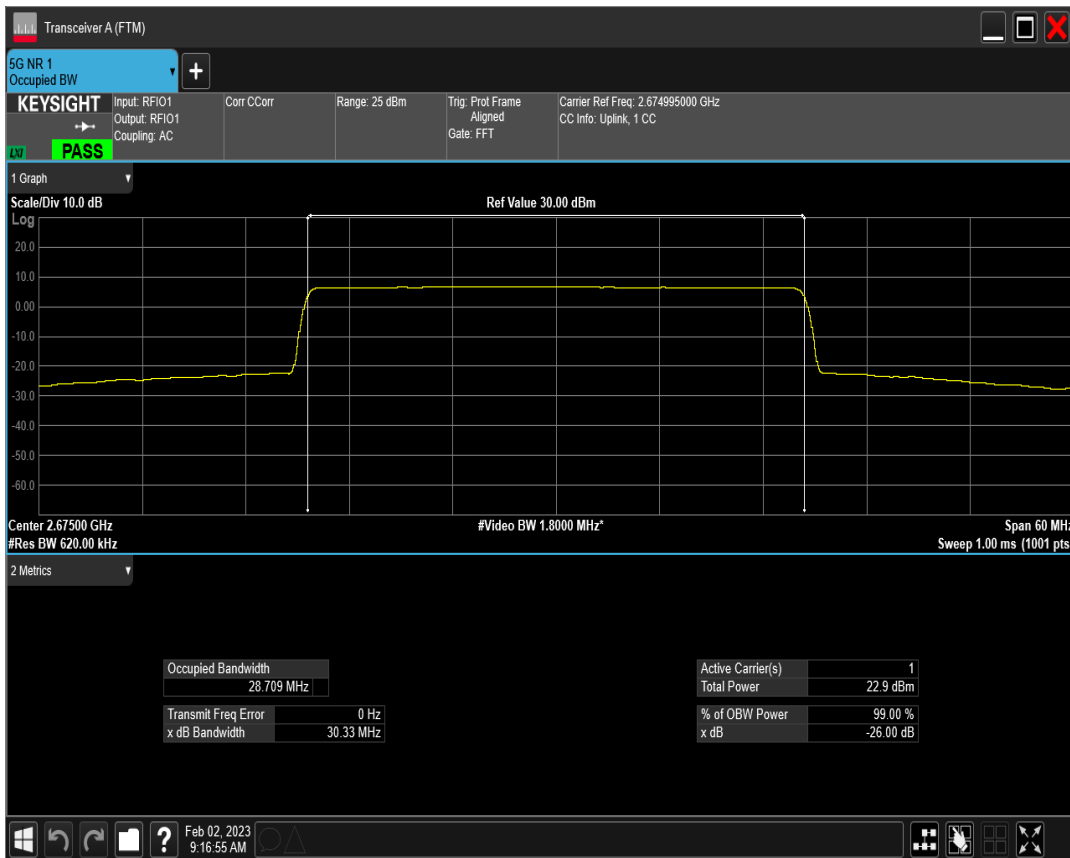 Transceiver A (FTM)
5G NR 1
Occupied BW
+
KEYSIGHT
LXI
PASS
Input: RFIO1
Output: RFIO1
Coupling: AC
Corr CCorr
Range: 25 dBm
Trig: Prot Frame
Aligned
Gate: FFT
Carrier Ref Freq: 2.674995000 GHz
CC Info: Uplink, 1 CC
1 Graph
Scale/Div 10.0 dB
Ref Value 30.00 dBm
Log
20.0
10.0
0.00
-10.0
-20.0
-30.0
-40.0
-50.0
-60.0
Center 2.67500 GHz
#Video BW 1.8000 MHz*
Span 60 MHz
#Res BW 620.00 kHz
Sweep 1.00 ms (1001 pts
2 Metrics
Occupied Bandwidth
28.709 MHz
Transmit Freq Error 0 Hz
x dB Bandwidth 30.33 MHz
Active Carrier(s) 1
Total Power 22.9 dBm
% of OBW Power 99.00 %
x dB -26.00 dB
?
Feb 02, 2023
9:16:55 AM